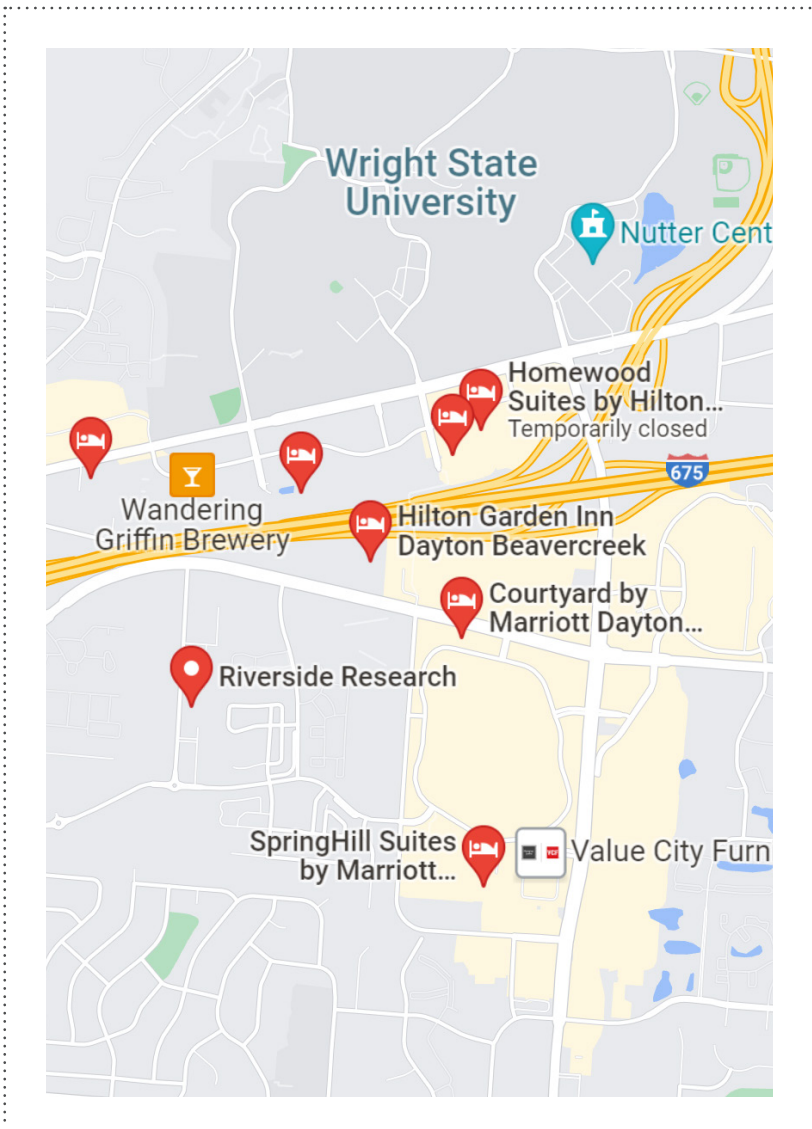 Wright State
University
Nutter Cent
Homewood
Suites by Hilton...
Temporarily closed
675
Wandering
Griffin Brewery
Hilton Garden Inn
Dayton Beavercreek
Courtyard by
Marriott Dayton...
Riverside Research
SpringHill Suites
by Marriott...
Value City Furn